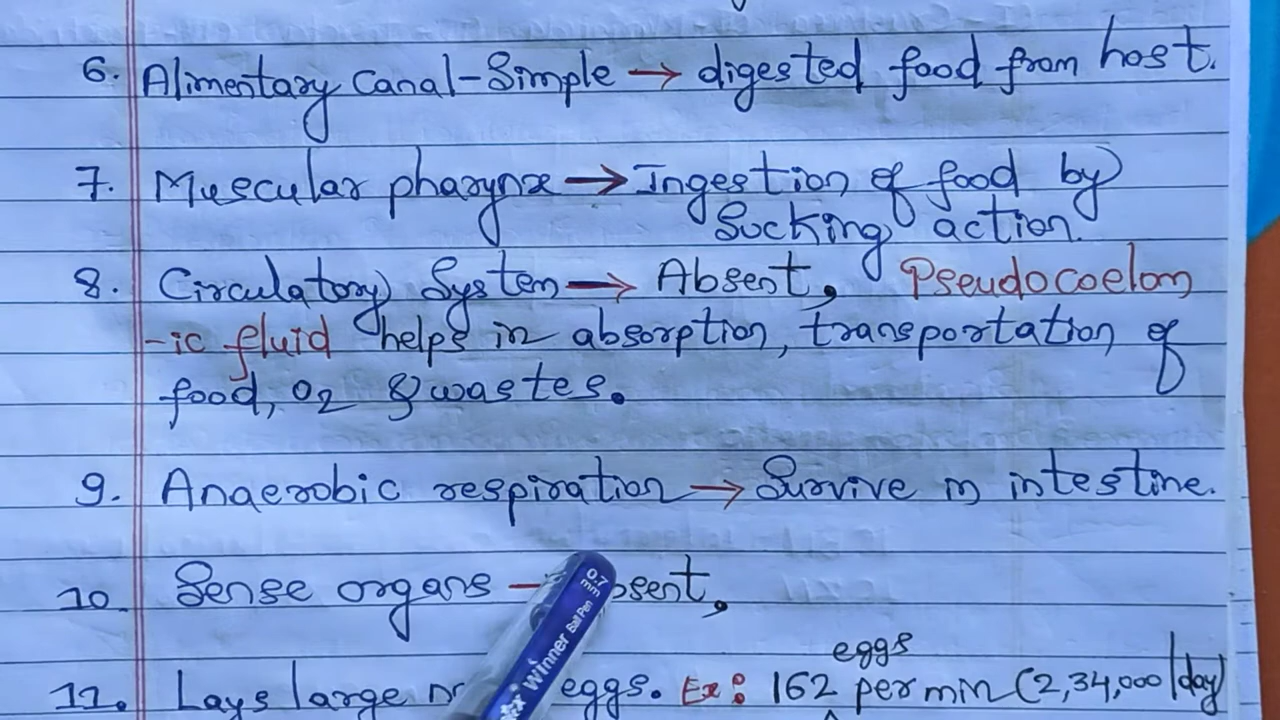 6. Alimentary Canal-Simple → digested food from host.
7. Muscular pharynx → Ingestion of food by
Sucking action.
8. Circulatory System → Absent, Pseudocoelom
-ic fluid helps in absorption, transportation of
food, O2 & wastes.
9. Anaerobic respiration → Survive in intestine.
10. Sense organs bsent,
eggs
11. Lays large eggs. Ex: 162 per min (2,34,000/day)
0.7 mm
Winner Ball Pen